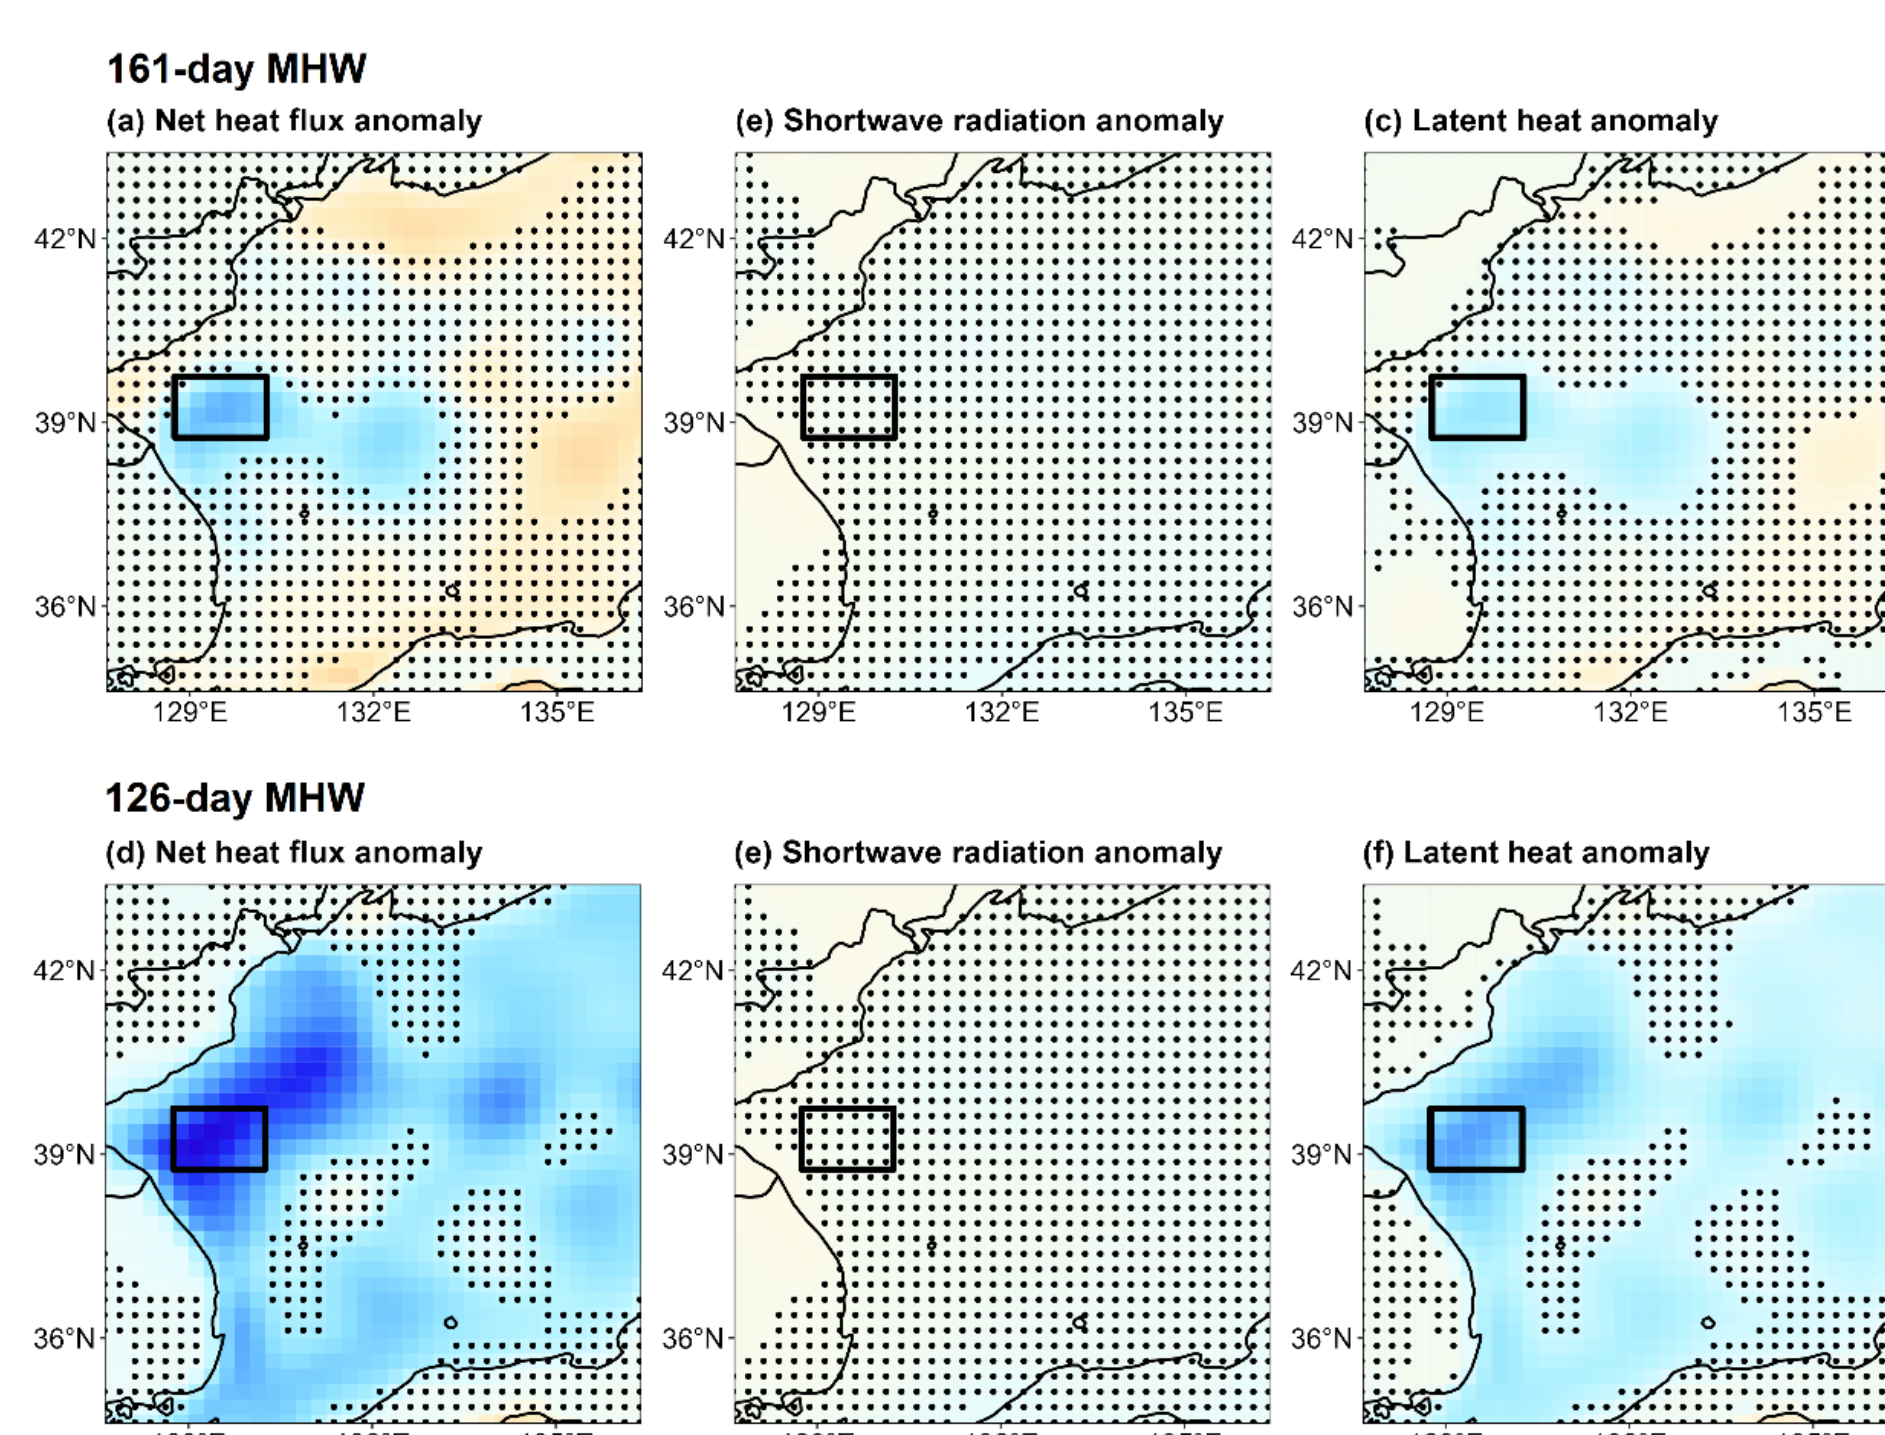 161-day MHW
(a) Net heat flux anomaly (e) Shortwave radiation anomaly (c) Latent heat anomaly
42°N 42°N 42°N
39°N 39°N 39°N
36°N 36°N 36°N
129°E 132°E 135°E 129°E 132°E 135°E 129°E 132°E 135°E
126-day MHW
(d) Net heat flux anomaly (e) Shortwave radiation anomaly (f) Latent heat anomaly
42°N 42°N 42°N
39°N 39°N 39°N
36°N 36°N 36°N